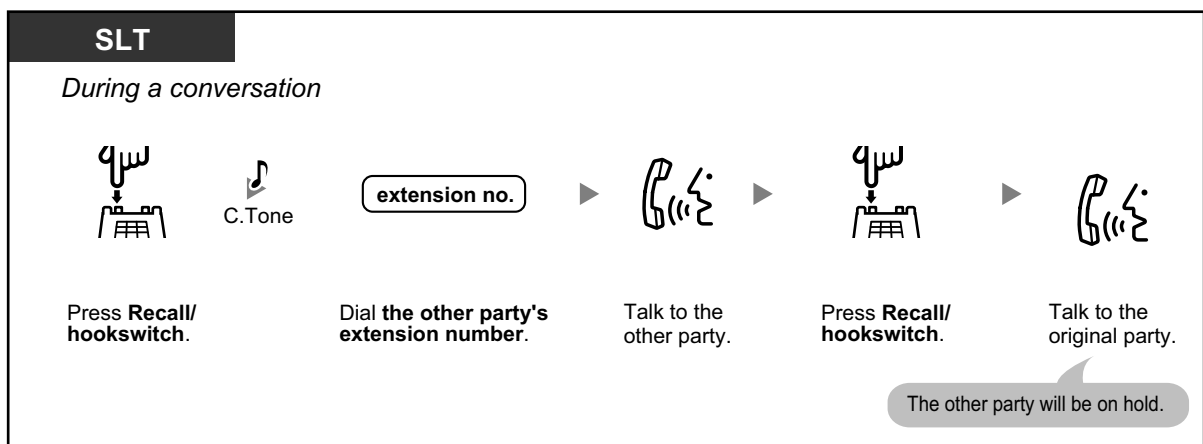 SLT
During a conversation
C.Tone
extension no.
Press Recall/
hookswitch.
Dial the other party's
extension number.
Talk to the
other party.
Press Recall/
hookswitch.
Talk to the
original party.
The other party will be on hold.